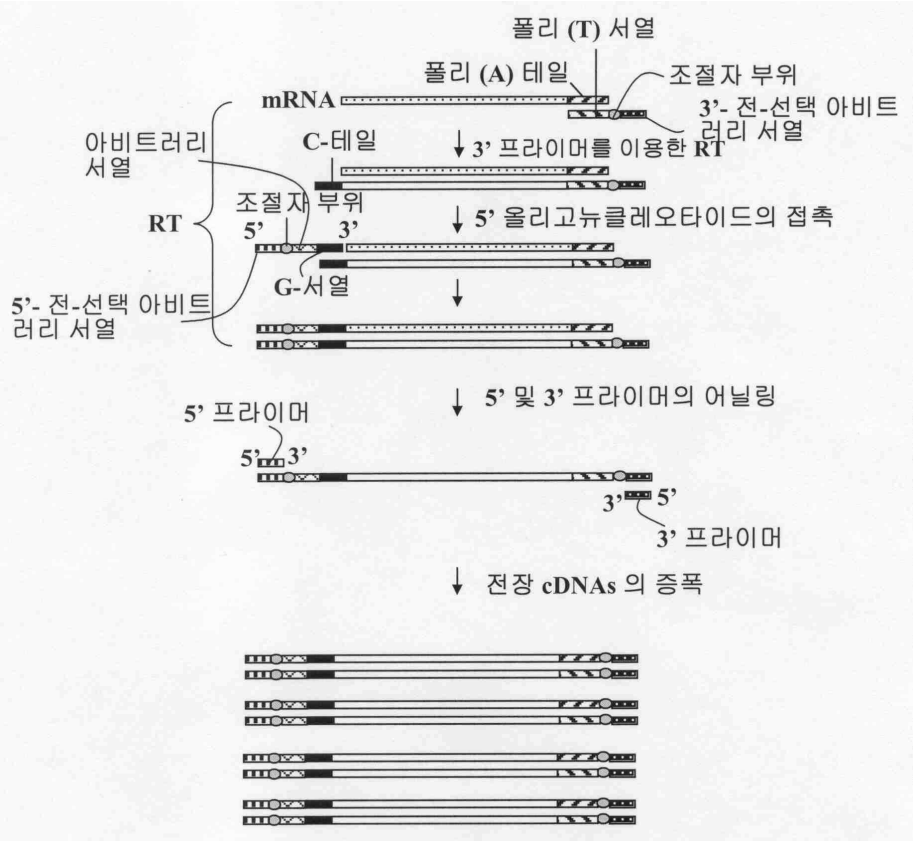 폴리 (T) 서열
폴리 (A) 테일
조절자 부위
mRNA
3’- 전-선택 아비트
러리 서열
아비트러리
서열
C-테일
3’ 프라이머를 이용한 RT
RT
조절자 부위
5’
3’
5’ 올리고뉴클레오타이드의 접촉
G-서열
5’- 전-선택 아비트
러리 서열
5’ 및 3’ 프라이머의 어닐링
5’ 프라이머
5’ 3’
3’ 5’
3’ 프라이머
전장 cDNAs 의 증폭